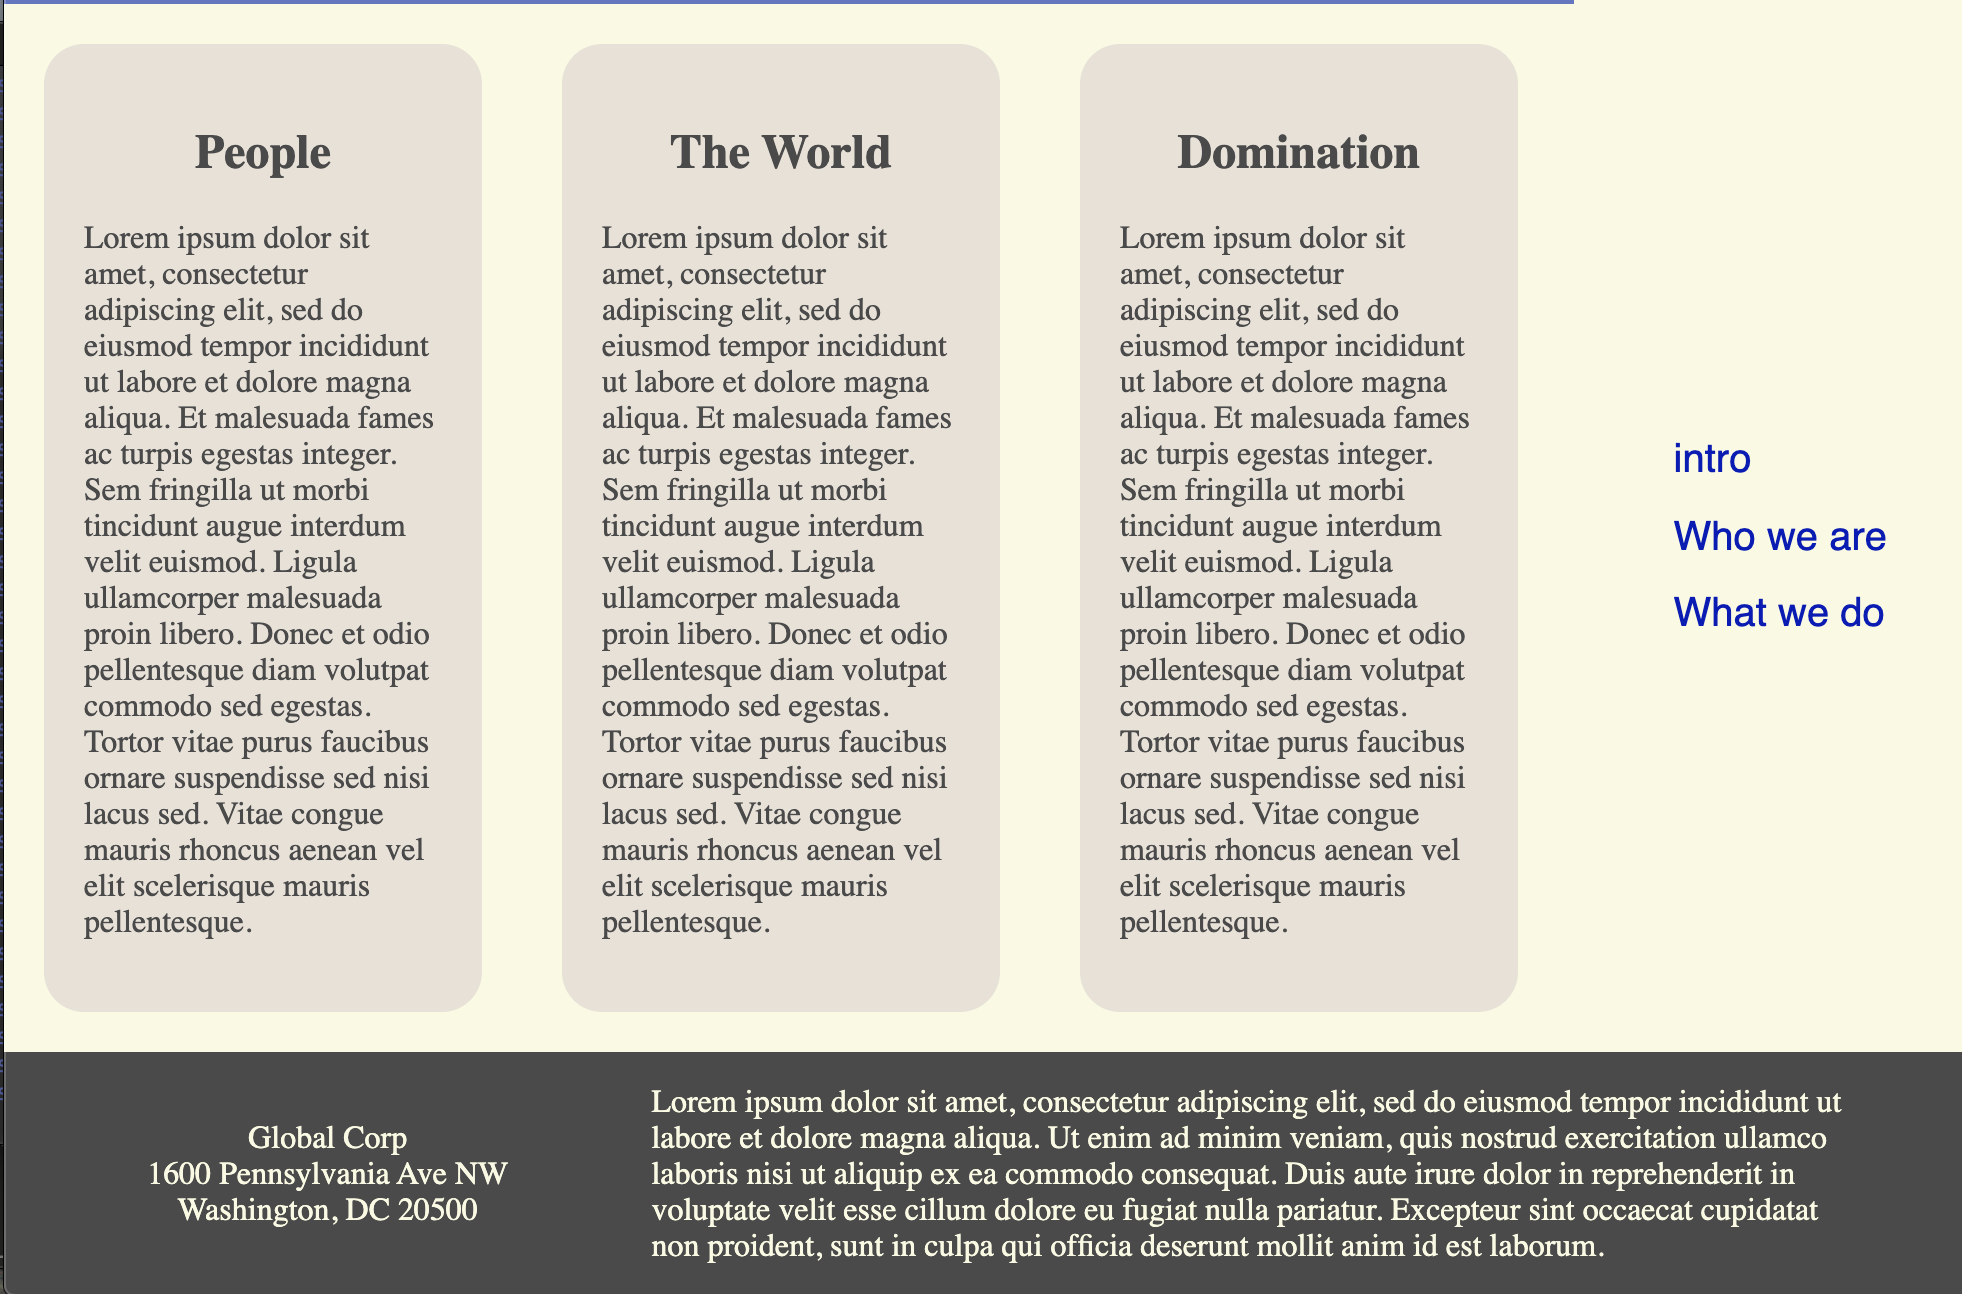 People
Lorem ipsum dolor sit
amet, consectetur
adipiscing elit, sed do
eiusmod tempor incididunt
ut labore et dolore magna
aliqua. Et malesuada fames
ac turpis egestas integer.
Sem fringilla ut morbi
tincidunt augue interdum
velit euismod. Ligula
ullamcorper malesuada
proin libero. Donec et odio
pellentesque diam volutpat
commodo sed egestas.
Tortor vitae purus faucibus
ornare suspendisse sed nisi
lacus sed. Vitae congue
mauris rhoncus aenean vel
elit scelerisque mauris
pellentesque.
The World
Lorem ipsum dolor sit
amet, consectetur
adipiscing elit, sed do
eiusmod tempor incididunt
ut labore et dolore magna
aliqua. Et malesuada fames
ac turpis egestas integer.
Sem fringilla ut morbi
tincidunt augue interdum
velit euismod. Ligula
ullamcorper malesuada
proin libero. Donec et odio
pellentesque diam volutpat
commodo sed egestas.
Tortor vitae purus faucibus
ornare suspendisse sed nisi
lacus sed. Vitae congue
mauris rhoncus aenean vel
elit scelerisque mauris
pellentesque.
Domination
Lorem ipsum dolor sit
amet, consectetur
adipiscing elit, sed do
eiusmod tempor incididunt
ut labore et dolore magna
aliqua. Et malesuada fames
ac turpis egestas integer.
Sem fringilla ut morbi
tincidunt augue interdum
velit euismod. Ligula
ullamcorper malesuada
proin libero. Donec et odio
pellentesque diam volutpat
commodo sed egestas.
Tortor vitae purus faucibus
ornare suspendisse sed nisi
lacus sed. Vitae congue
mauris rhoncus aenean vel
elit scelerisque mauris
pellentesque.
intro
Who we are
What we do
Global Corp
1600 Pennsylvania Ave NW
Washington, DC 20500
Lorem ipsum dolor sit amet, consectetur adipiscing elit, sed do eiusmod tempor incididunt ut
labore et dolore magna aliqua. Ut enim ad minim veniam, quis nostrud exercitation ullamco
laboris nisi ut aliquip ex ea commodo consequat. Duis aute irure dolor in reprehenderit in
voluptate velit esse cillum dolore eu fugiat nulla pariatur. Excepteur sint occaecat cupidatat
non proident, sunt in culpa qui officia deserunt mollit anim id est laborum.